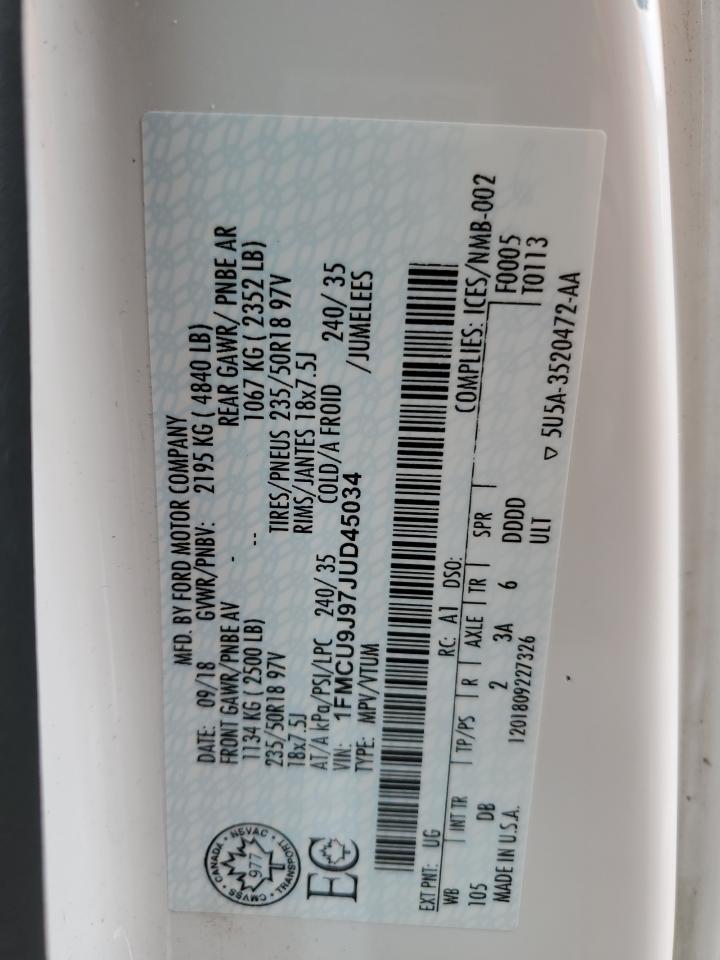 MFD. BY FORD MOTOR COMPANY
DATE: 09/18 GVWR/PNBV: 2195 KG ( 4840 LB)
FRONT GAWR/PNBE AV - REAR GAWR/ PNBE AR
1134 KG ( 2500 LB) -- 1067 KG ( 2352 LB)
235/50R18 97V TIRES/PNEUS 235/50R18 97V
18x7.5J RIMS/JANTES 18x7.5J
AT/A kPa/PSI/LPC 240/ 35 COLD/A FROID 240/ 35
VIN: 1FMCU9J97JUD45034 /JUMELEES
TYPE: MPV/VTUM
CANADA • NSVAC • TRANSPORT • CMVSS
977
T
EC
COMPLIES: ICES/NMB-002
EXT PNT: UG RC: A1 DSO: F0005
WB INT TR TP/PS R AXLE TR SPR T0113
105 DB 2 3A 6 DDDD
MADE IN U.S.A. 1201809227326 ULT ▽ 5U5A-3520472-AA